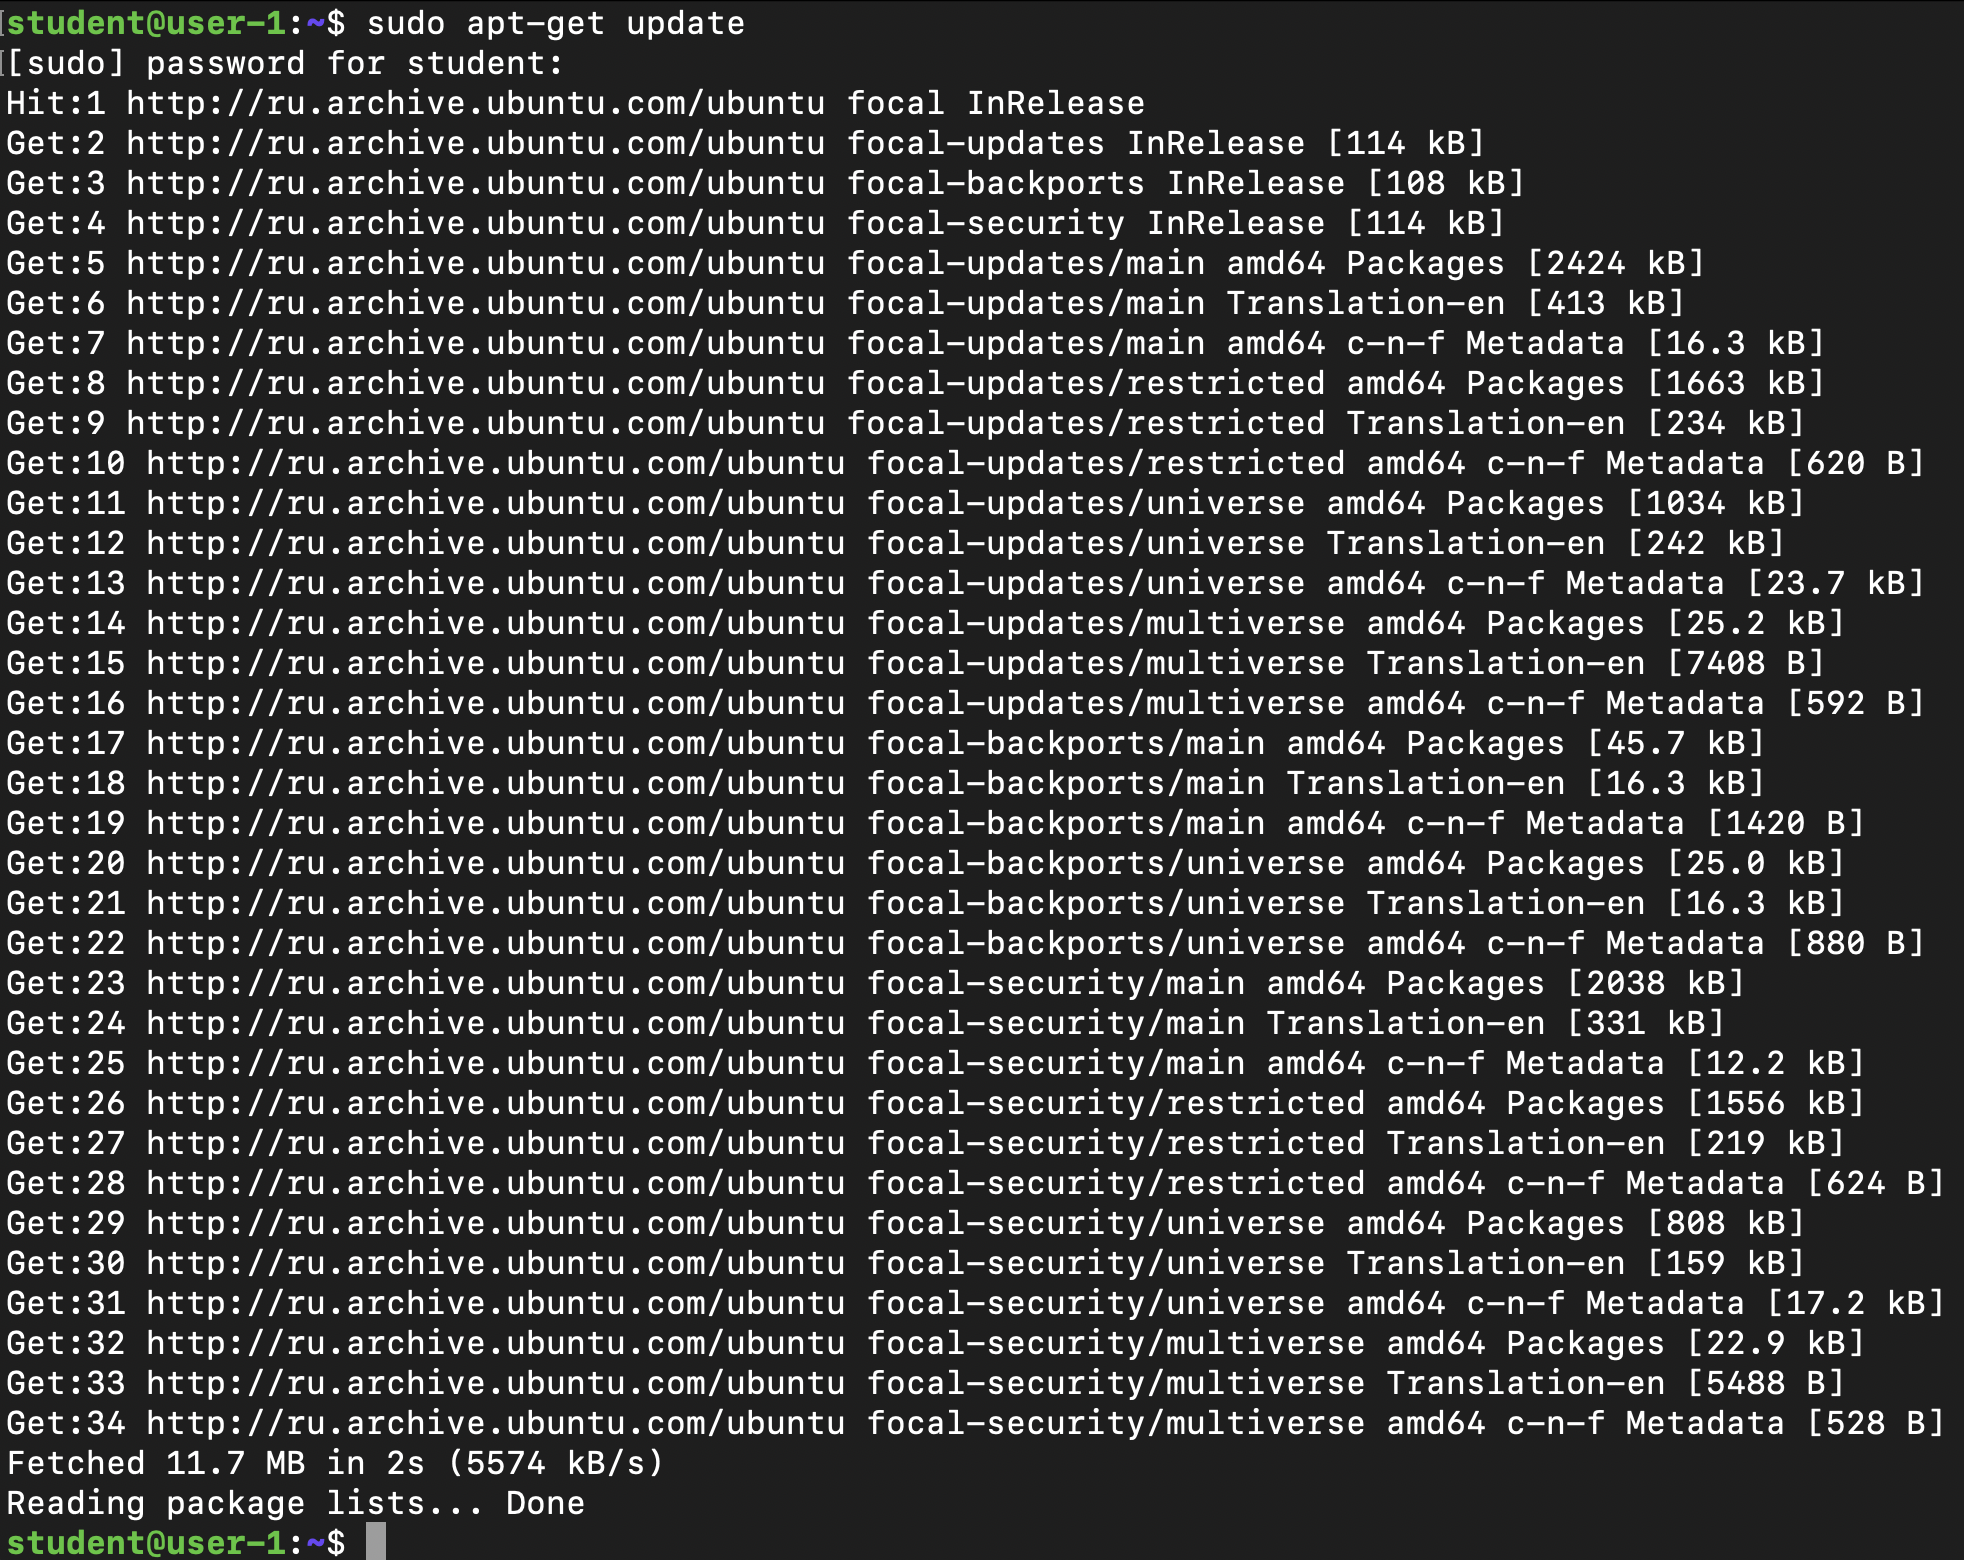 student@user-1:~$ sudo apt-get update
[sudo] password for student:
Hit:1 http://ru.archive.ubuntu.com/ubuntu focal InRelease
Get:2 http://ru.archive.ubuntu.com/ubuntu focal-updates InRelease [114 kB]
Get:3 http://ru.archive.ubuntu.com/ubuntu focal-backports InRelease [108 kB]
Get:4 http://ru.archive.ubuntu.com/ubuntu focal-security InRelease [114 kB]
Get:5 http://ru.archive.ubuntu.com/ubuntu focal-updates/main amd64 Packages [2424 kB]
Get:6 http://ru.archive.ubuntu.com/ubuntu focal-updates/main Translation-en [413 kB]
Get:7 http://ru.archive.ubuntu.com/ubuntu focal-updates/main amd64 c-n-f Metadata [16.3 kB]
Get:8 http://ru.archive.ubuntu.com/ubuntu focal-updates/restricted amd64 Packages [1663 kB]
Get:9 http://ru.archive.ubuntu.com/ubuntu focal-updates/restricted Translation-en [234 kB]
Get:10 http://ru.archive.ubuntu.com/ubuntu focal-updates/restricted amd64 c-n-f Metadata [620 B]
Get:11 http://ru.archive.ubuntu.com/ubuntu focal-updates/universe amd64 Packages [1034 kB]
Get:12 http://ru.archive.ubuntu.com/ubuntu focal-updates/universe Translation-en [242 kB]
Get:13 http://ru.archive.ubuntu.com/ubuntu focal-updates/universe amd64 c-n-f Metadata [23.7 kB]
Get:14 http://ru.archive.ubuntu.com/ubuntu focal-updates/multiverse amd64 Packages [25.2 kB]
Get:15 http://ru.archive.ubuntu.com/ubuntu focal-updates/multiverse Translation-en [7408 B]
Get:16 http://ru.archive.ubuntu.com/ubuntu focal-updates/multiverse amd64 c-n-f Metadata [592 B]
Get:17 http://ru.archive.ubuntu.com/ubuntu focal-backports/main amd64 Packages [45.7 kB]
Get:18 http://ru.archive.ubuntu.com/ubuntu focal-backports/main Translation-en [16.3 kB]
Get:19 http://ru.archive.ubuntu.com/ubuntu focal-backports/main amd64 c-n-f Metadata [1420 B]
Get:20 http://ru.archive.ubuntu.com/ubuntu focal-backports/universe amd64 Packages [25.0 kB]
Get:21 http://ru.archive.ubuntu.com/ubuntu focal-backports/universe Translation-en [16.3 kB]
Get:22 http://ru.archive.ubuntu.com/ubuntu focal-backports/universe amd64 c-n-f Metadata [880 B]
Get:23 http://ru.archive.ubuntu.com/ubuntu focal-security/main amd64 Packages [2038 kB]
Get:24 http://ru.archive.ubuntu.com/ubuntu focal-security/main Translation-en [331 kB]
Get:25 http://ru.archive.ubuntu.com/ubuntu focal-security/main amd64 c-n-f Metadata [12.2 kB]
Get:26 http://ru.archive.ubuntu.com/ubuntu focal-security/restricted amd64 Packages [1556 kB]
Get:27 http://ru.archive.ubuntu.com/ubuntu focal-security/restricted Translation-en [219 kB]
Get:28 http://ru.archive.ubuntu.com/ubuntu focal-security/restricted amd64 c-n-f Metadata [624 B]
Get:29 http://ru.archive.ubuntu.com/ubuntu focal-security/universe amd64 Packages [808 kB]
Get:30 http://ru.archive.ubuntu.com/ubuntu focal-security/universe Translation-en [159 kB]
Get:31 http://ru.archive.ubuntu.com/ubuntu focal-security/universe amd64 c-n-f Metadata [17.2 kB]
Get:32 http://ru.archive.ubuntu.com/ubuntu focal-security/multiverse amd64 Packages [22.9 kB]
Get:33 http://ru.archive.ubuntu.com/ubuntu focal-security/multiverse Translation-en [5488 B]
Get:34 http://ru.archive.ubuntu.com/ubuntu focal-security/multiverse amd64 c-n-f Metadata [528 B]
Fetched 11.7 MB in 2s (5574 kB/s)
Reading package lists... Done
student@user-1:~$